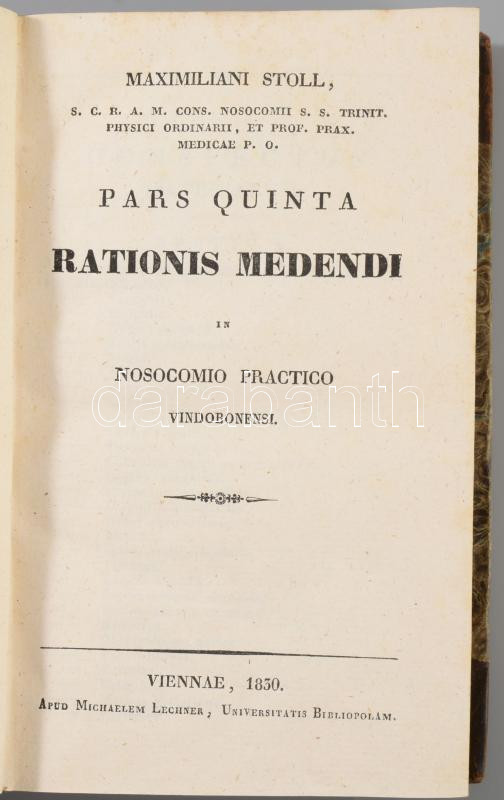 MAXIMILIANI STOLL,
S. C. R. A. M. CONS. NOSOCOMII S. S. TRINIT.
PHYSICI ORDINARII, ET PROF. PRAX.
MEDICAE P. O.
PARS QUINTA
RATIONIS MEDENDI
IN
NOSOCOMIO PRACTICO
darabanth
VINDOBONENSI.
VIENNAE, 1830.
APUD MICHAELEM LECHNER, UNIVERSITATIS BIBLIOPOLAM.